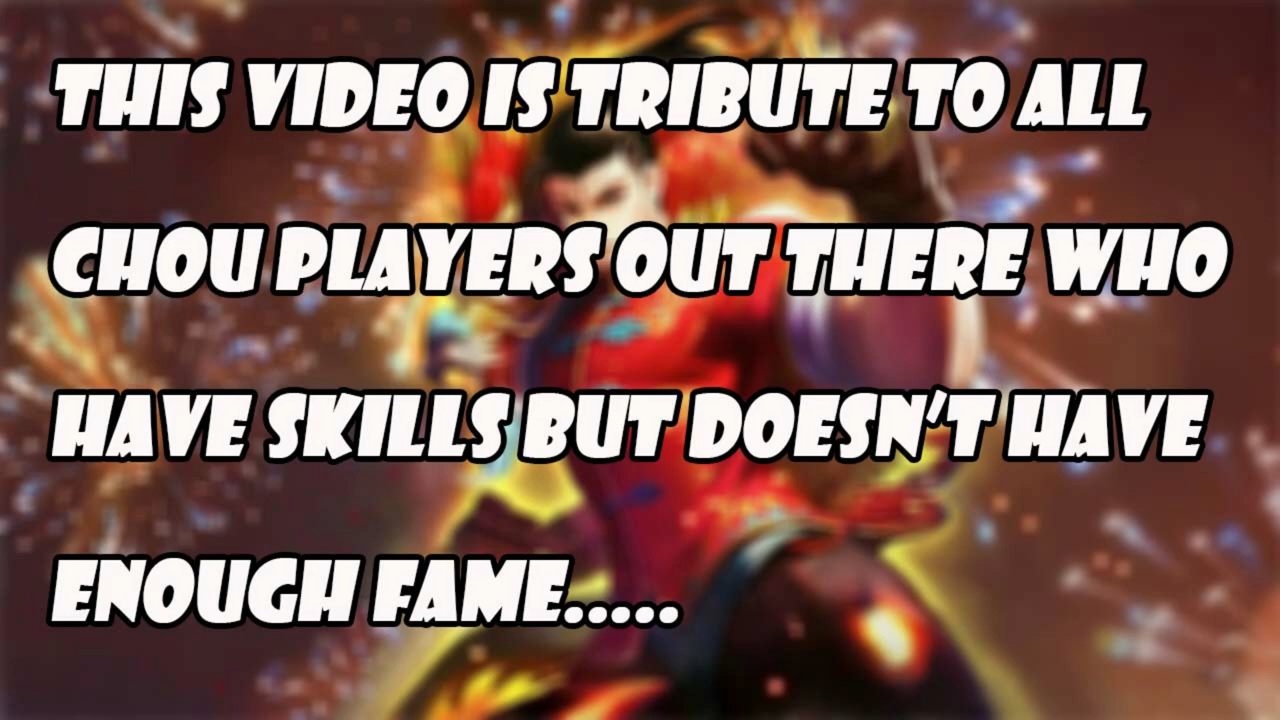 THIS VIDEO IS TRIBUTE TO ALL
CHOU PLAYERS OUT THERE WHO
HAVE SKILLS BUT DOESN'T HAVE
ENOUGH FAME.....